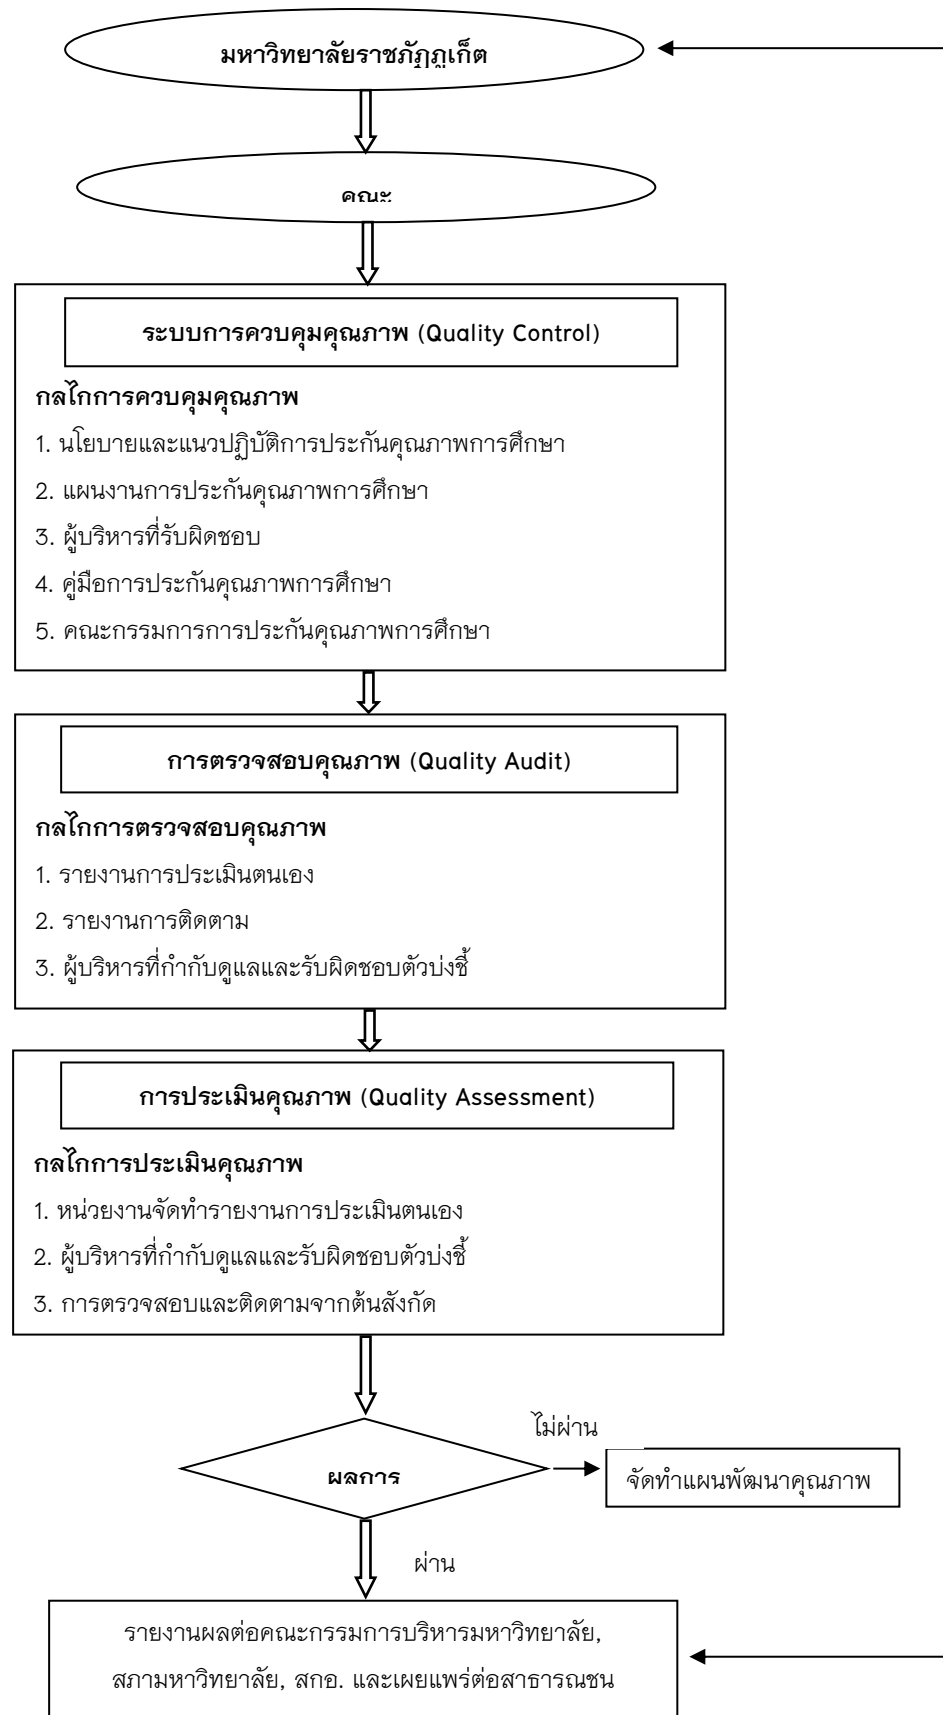 มหาวิทยาลัยราชภัฏภูเก็ต
คณะ
ระบบการควบคุมคุณภาพ (Quality Control)
กลไกการควบคุมคุณภาพ
1. นโยบายและแนวปฏิบัติการประกันคุณภาพการศึกษา
2. แผนงานการประกันคุณภาพการศึกษา
3. ผู้บริหารที่รับผิดชอบ
4. คู่มือการประกันคุณภาพการศึกษา
5. คณะกรรมการการประกันคุณภาพการศึกษา
การตรวจสอบคุณภาพ (Quality Audit)
กลไกการตรวจสอบคุณภาพ
1. รายงานการประเมินตนเอง
2. รายงานการติดตาม
3. ผู้บริหารที่กำกับดูแลและรับผิดชอบตัวบ่งชี้
การประเมินคุณภาพ (Quality Assessment)
กลไกการประเมินคุณภาพ
1. หน่วยงานจัดทำรายงานการประเมินตนเอง
2. ผู้บริหารที่กำกับดูแลและรับผิดชอบตัวบ่งชี้
3. การตรวจสอบและติดตามจากต้นสังกัด
ไม่ผ่าน
ผลการ
จัดทำแผนพัฒนาคุณภาพ
ผ่าน
รายงานผลต่อคณะกรรมการบริหารมหาวิทยาลัย,
สภามหาวิทยาลัย, สกอ. และเผยแพร่ต่อสาธารณชน